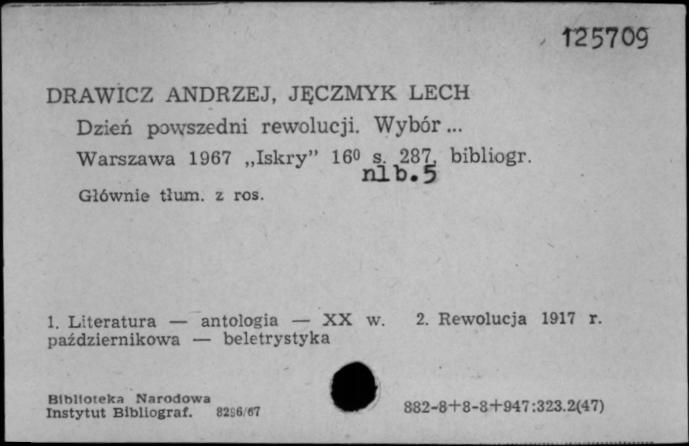 125709
DRAWICZ ANDRZEJ, JĘCZMYK LECH
Dzień powszedni rewolucji. Wybór...
Warszawa 1967 „Iskry” 16⁰ s. 287, bibliogr.
nlb.5
Głównie tłum. z ros.
1. Literatura — antologia — XX w. 2. Rewolucja 1917 r.
październikowa — beletrystyka
Biblioteka Narodowa
Instytut Bibliograf. 8286/67
882-8+8-8+947:323.2(47)